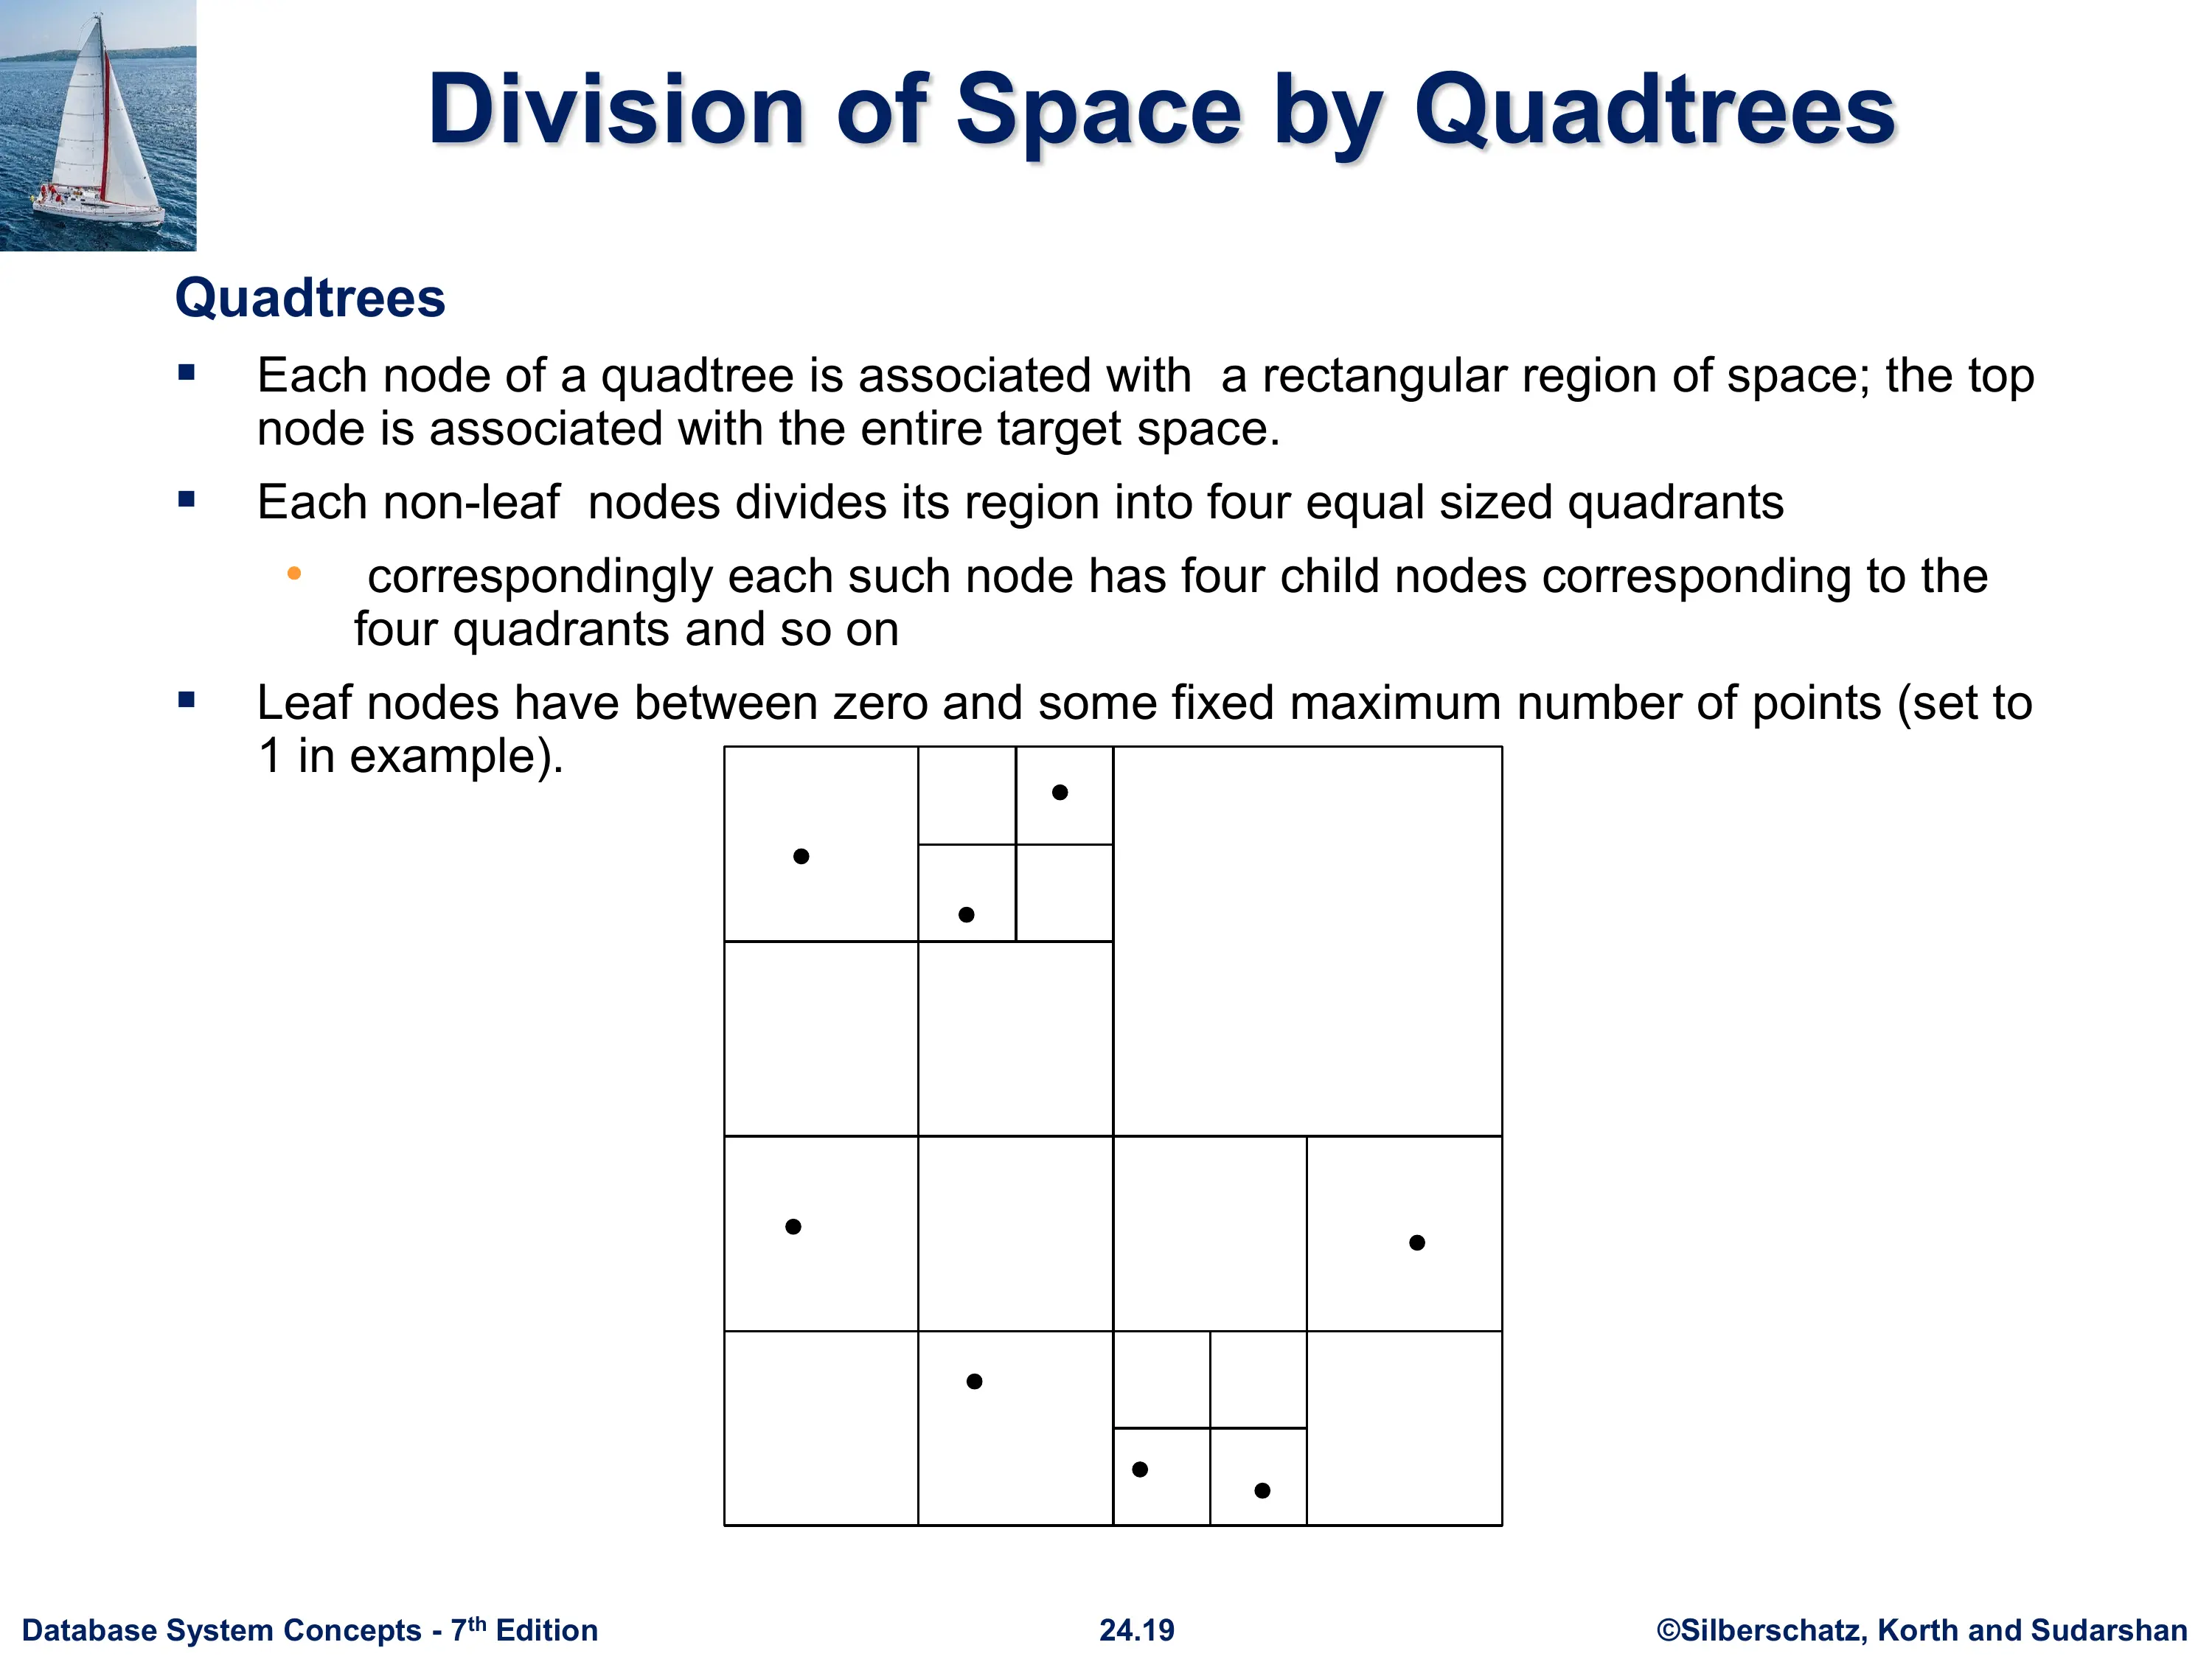 Division of Space by Quadtrees
Quadtrees
▪ Each node of a quadtree is associated with  a rectangular region of space; the top
node is associated with the entire target space.
▪ Each non-leaf  nodes divides its region into four equal sized quadrants
•  correspondingly each such node has four child nodes corresponding to the
four quadrants and so on
▪ Leaf nodes have between zero and some fixed maximum number of points (set to
1 in example).
Database System Concepts - 7th Edition
24.19
©Silberschatz, Korth and Sudarshan